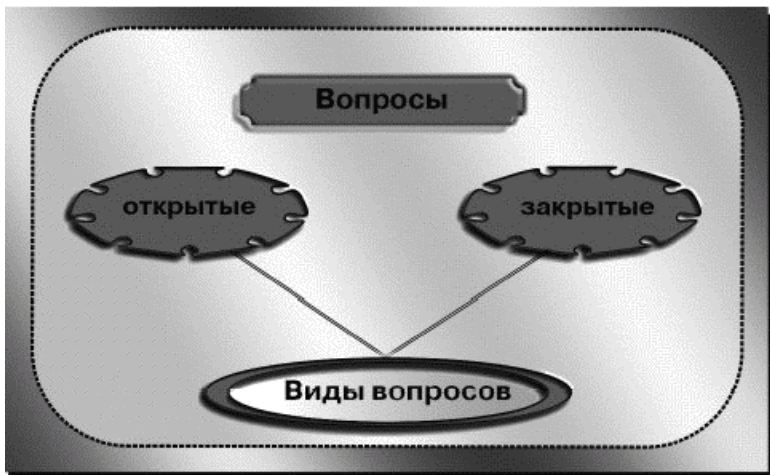 Вопросы
открытые
закрытые
Виды вопросов